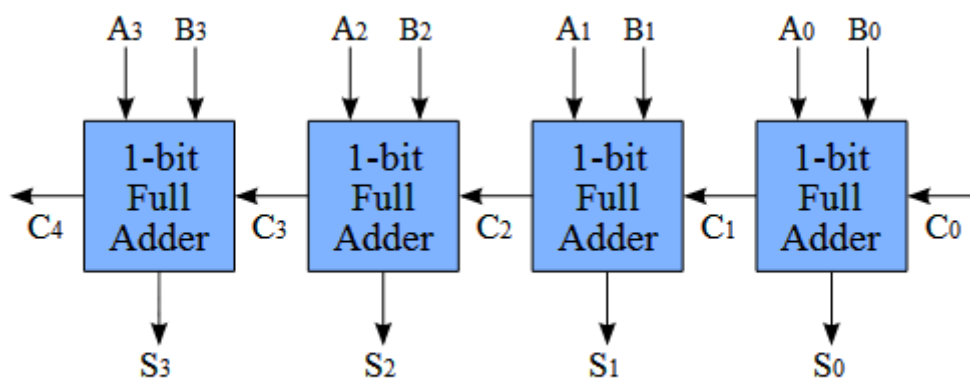 A3 B3 A2 B2 A1 B1 A0 B0
1-bit 1-bit 1-bit 1-bit
Full Full Full Full
Adder Adder Adder Adder
C4 C3 C2 C1 C0
S3 S2 S1 S0